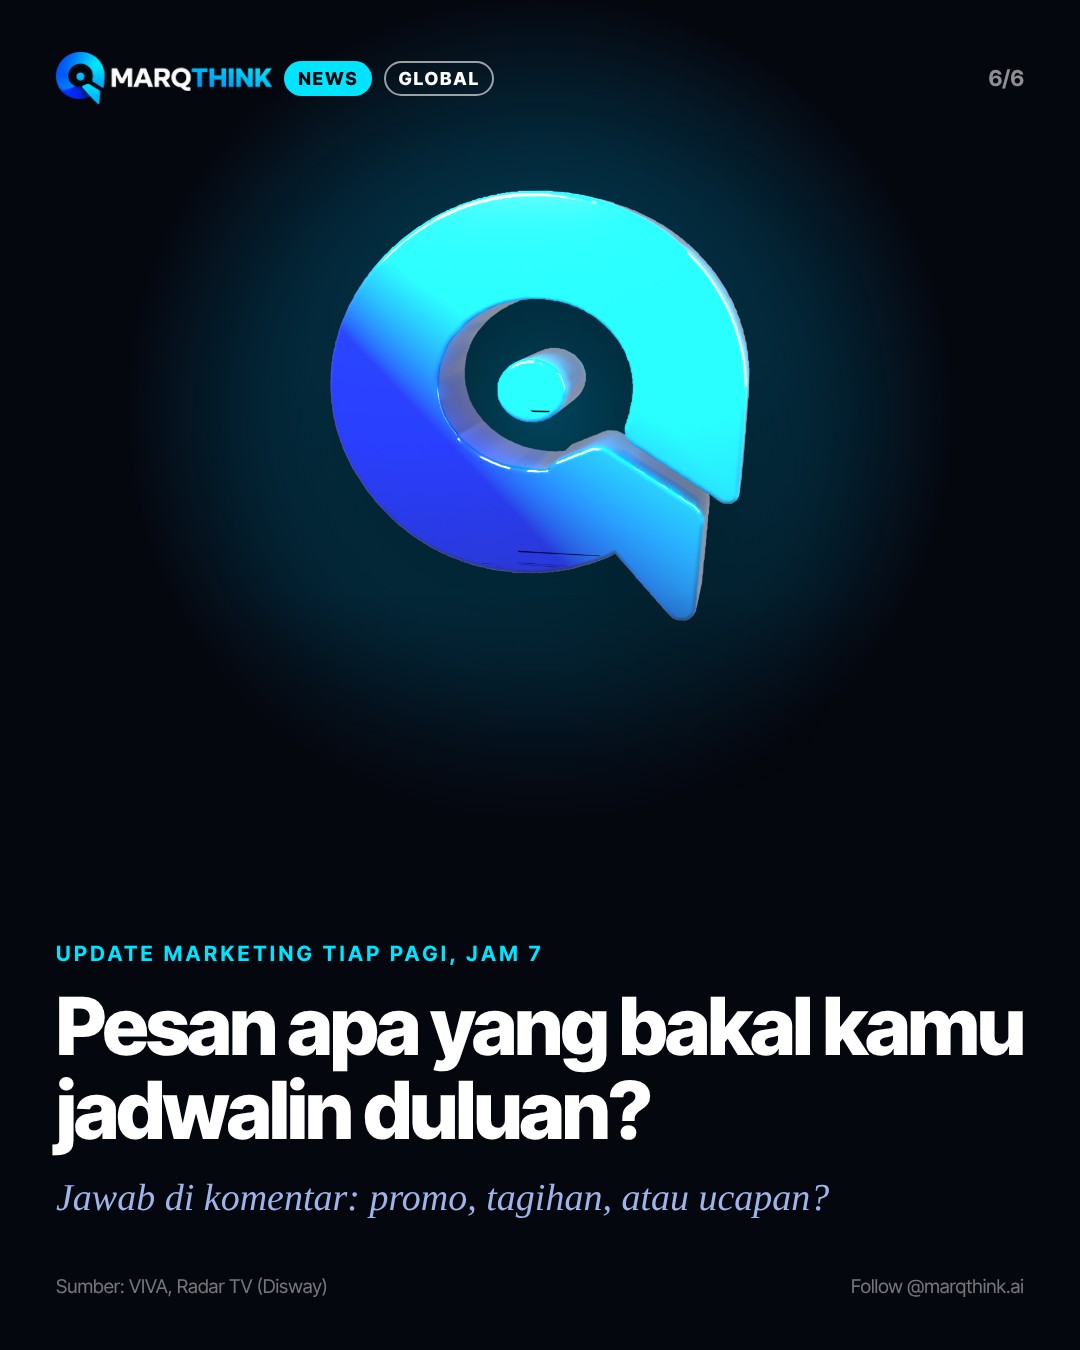 MARQTHINK NEWS GLOBAL 6/6
UPDATE MARKETING TIAP PAGI, JAM 7
Pesan apa yang bakal kamu
jadwalin duluan?
Jawab di komentar: promo, tagihan, atau ucapan?
Sumber: VIVA, Radar TV (Disway) Follow @marqthink.ai